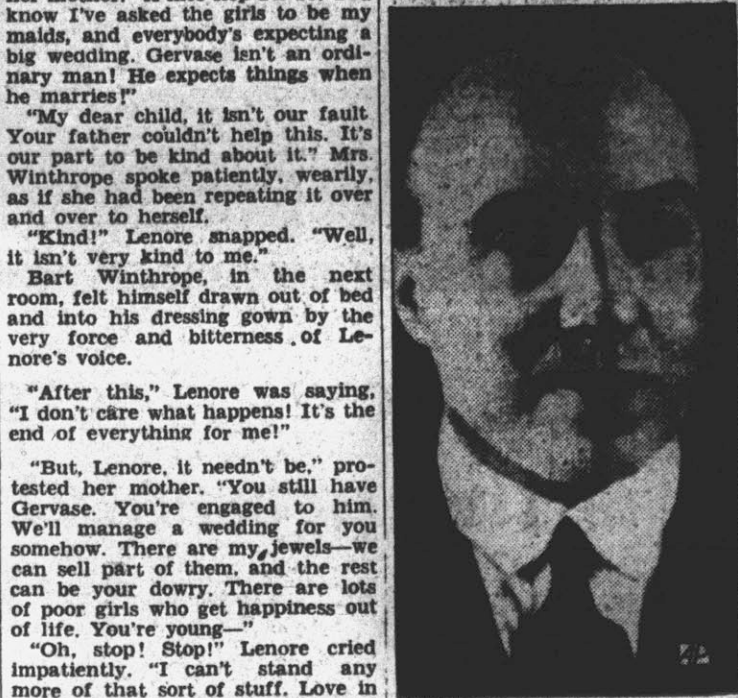 know I've asked the girls to be my
maids, and everybody's expecting a
big wedding. Gervase isn't an ordi-
nary man! He expects things when
he marries!"
"My dear child, it isn't our fault
Your father couldn't help this. It's
our part to be kind about it." Mrs.
Winthrope spoke patiently, wearily,
as if she had been repeating it over
and over to herself.
"Kind!" Lenore snapped. "Well,
it isn't very kind to me."
Bart Winthrope, in the next
room, felt himself drawn out of bed
and into his dressing gown by the
very force and bitterness of Le-
nore's voice.
"After this," Lenore was saying,
"I don't care what happens! It's the
end of everything for me!"
"But, Lenore, it needn't be," pro-
tested her mother. "You still have
Gervase. You're engaged to him.
We'll manage a wedding for you
somehow. There are my jewels—we
can sell part of them, and the rest
can be your dowry. There are lots
of poor girls who get happiness out
of life. You're young—"
"Oh, stop! Stop!" Lenore cried
impatiently. "I can't stand any
more of that sort of stuff. Love in